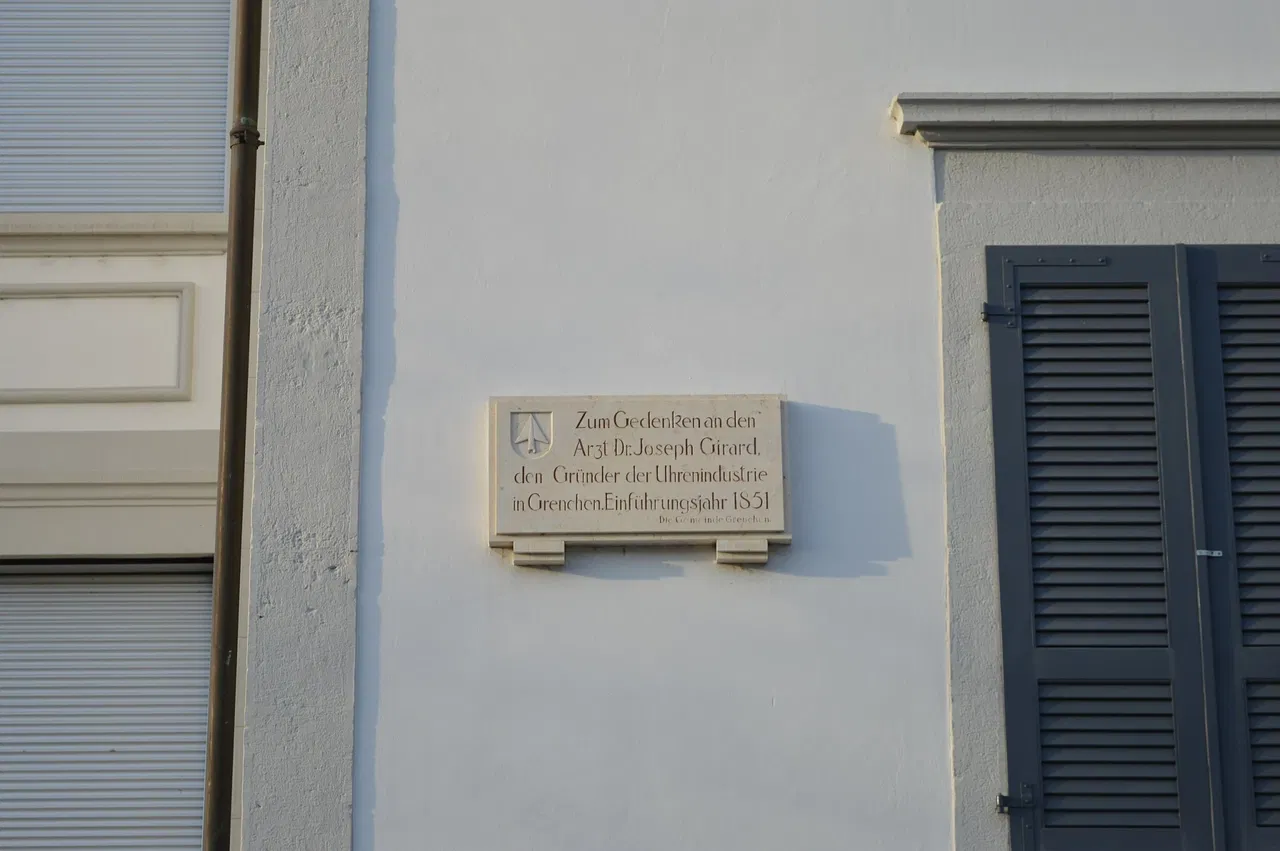 Zum Gedenken an den
Arzt Dr. Joseph Girard,
den Gründer der Uhrenindustrie
in Grenchen. Einführungsjahr 1851
Die Gemeinde Grenchen